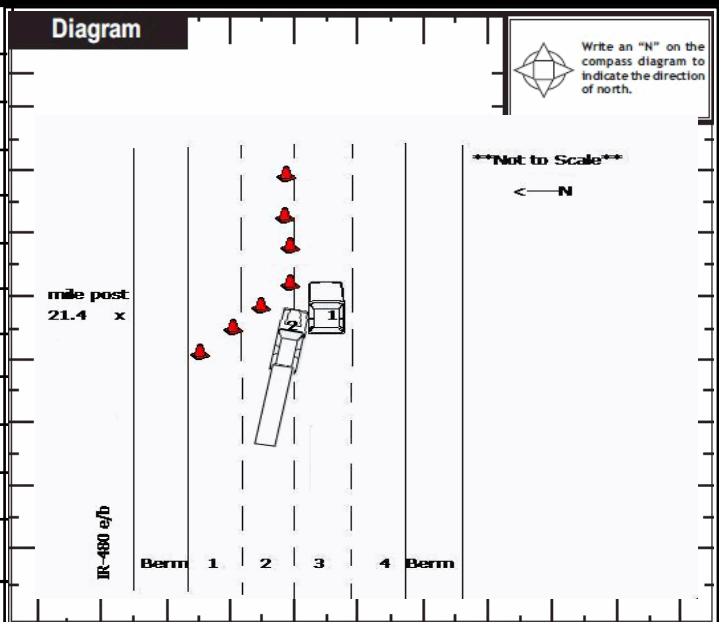 Diagram
Write an “N” on the
compass diagram to
indicate the direction
of north.
**Not to Scale**
<——N
mile post
21.4 x
1
2
IR-480 e/b
Berm 1 2 3 4 Berm